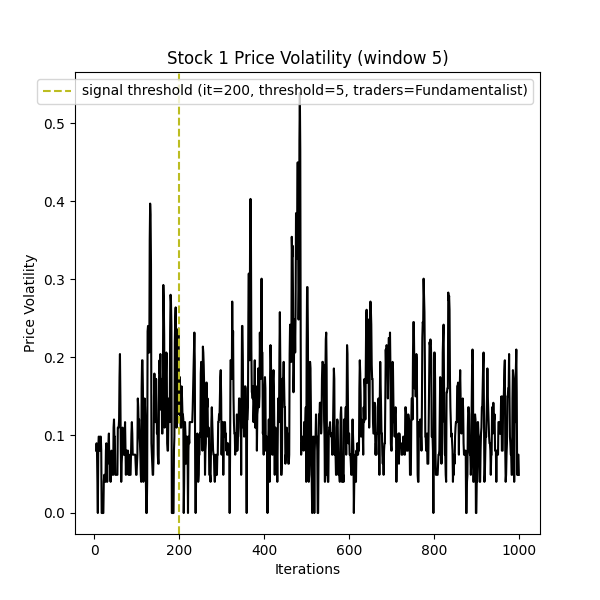 Stock 1 Price Volatility (window 5)
signal threshold (it=200, threshold=5, traders=Fundamentalist)
Price Volatility
0.5
0.4
0.3
0.2
0.1
0.0
0 200 400 600 800 1000
Iterations